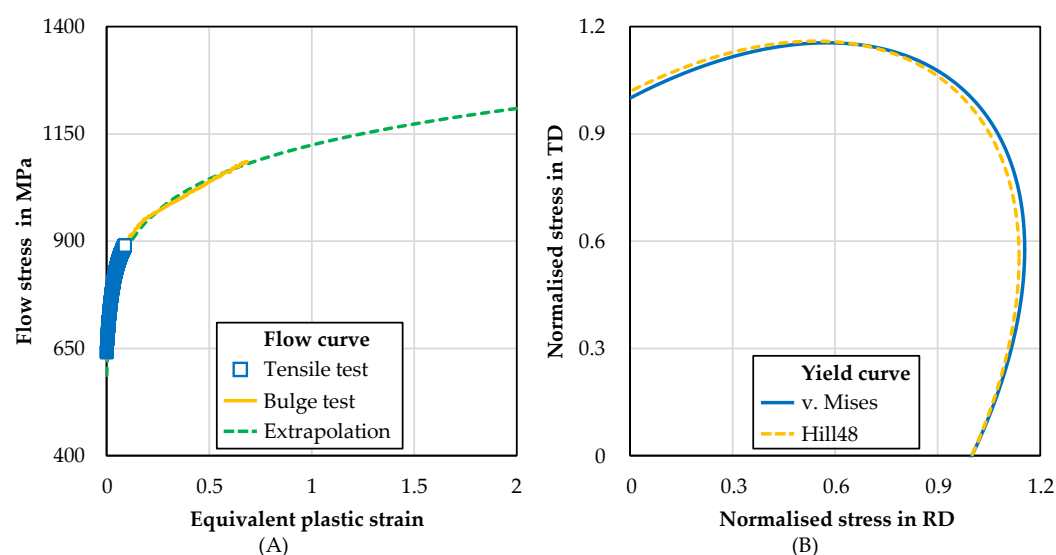 1400
1150
900
650
400
0
0.5
1
1.5
2
Flow stress in MPa
Equivalent plastic strain
Flow curve
Tensile test
Bulge test
Extrapolation
(A)
1.2
0.9
0.6
0.3
0
0
0.3
0.6
0.9
1.2
Normalised stress in TD
Normalised stress in RD
Yield curve
v. Mises
Hill48
(B)